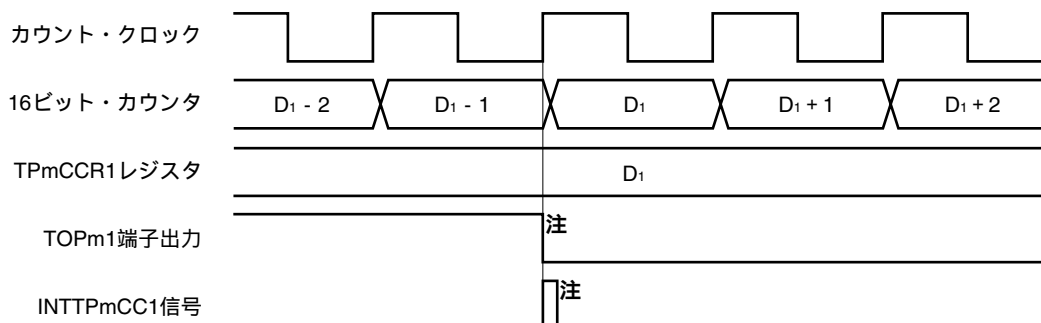 カウント・クロック
16ビット・カウンタ D₁ - 2 D₁ - 1 D₁ D₁ + 1 D₁ + 2
TPmCCR1レジスタ D₁
TOPm1端子出力 注
INTTPmCC1信号 注